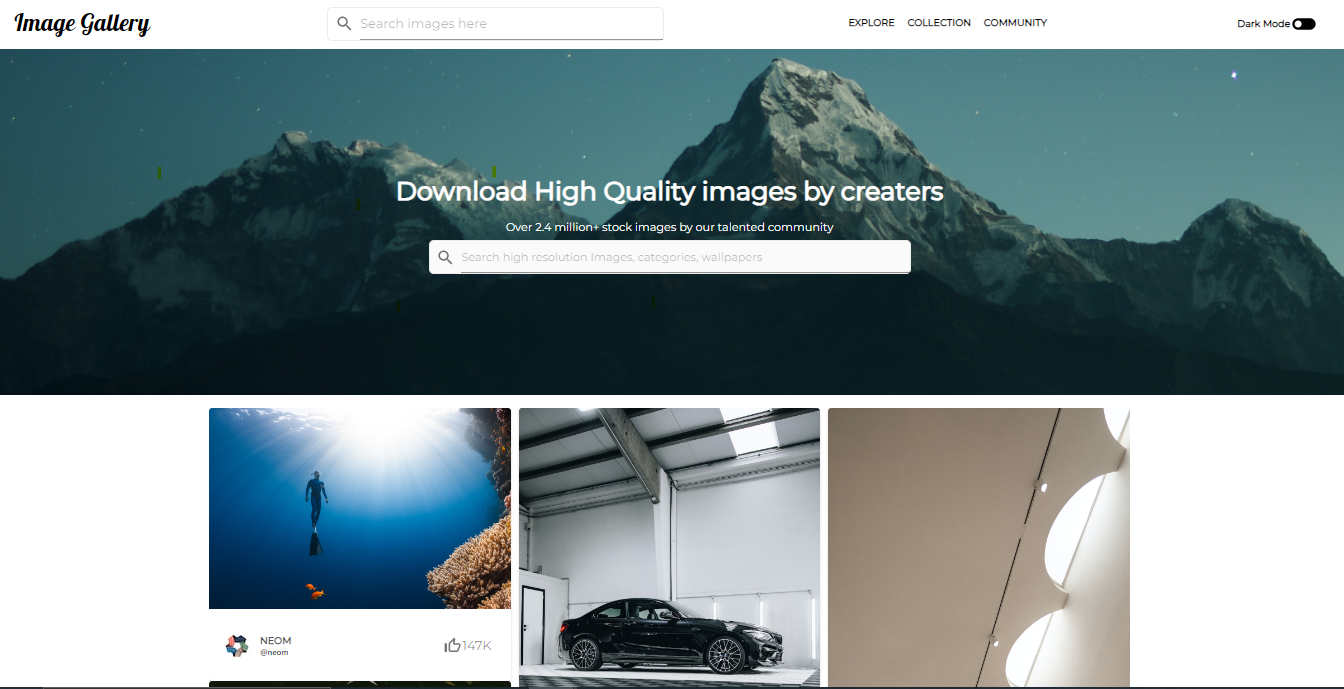 Image Gallery
Search images here
EXPLORE COLLECTION COMMUNITY
Dark Mode
Download High Quality images by creaters
Over 2.4 million+ stock images by our talented community
Search high resolution Images, categories, wallpapers
NEOM
@neom
147K